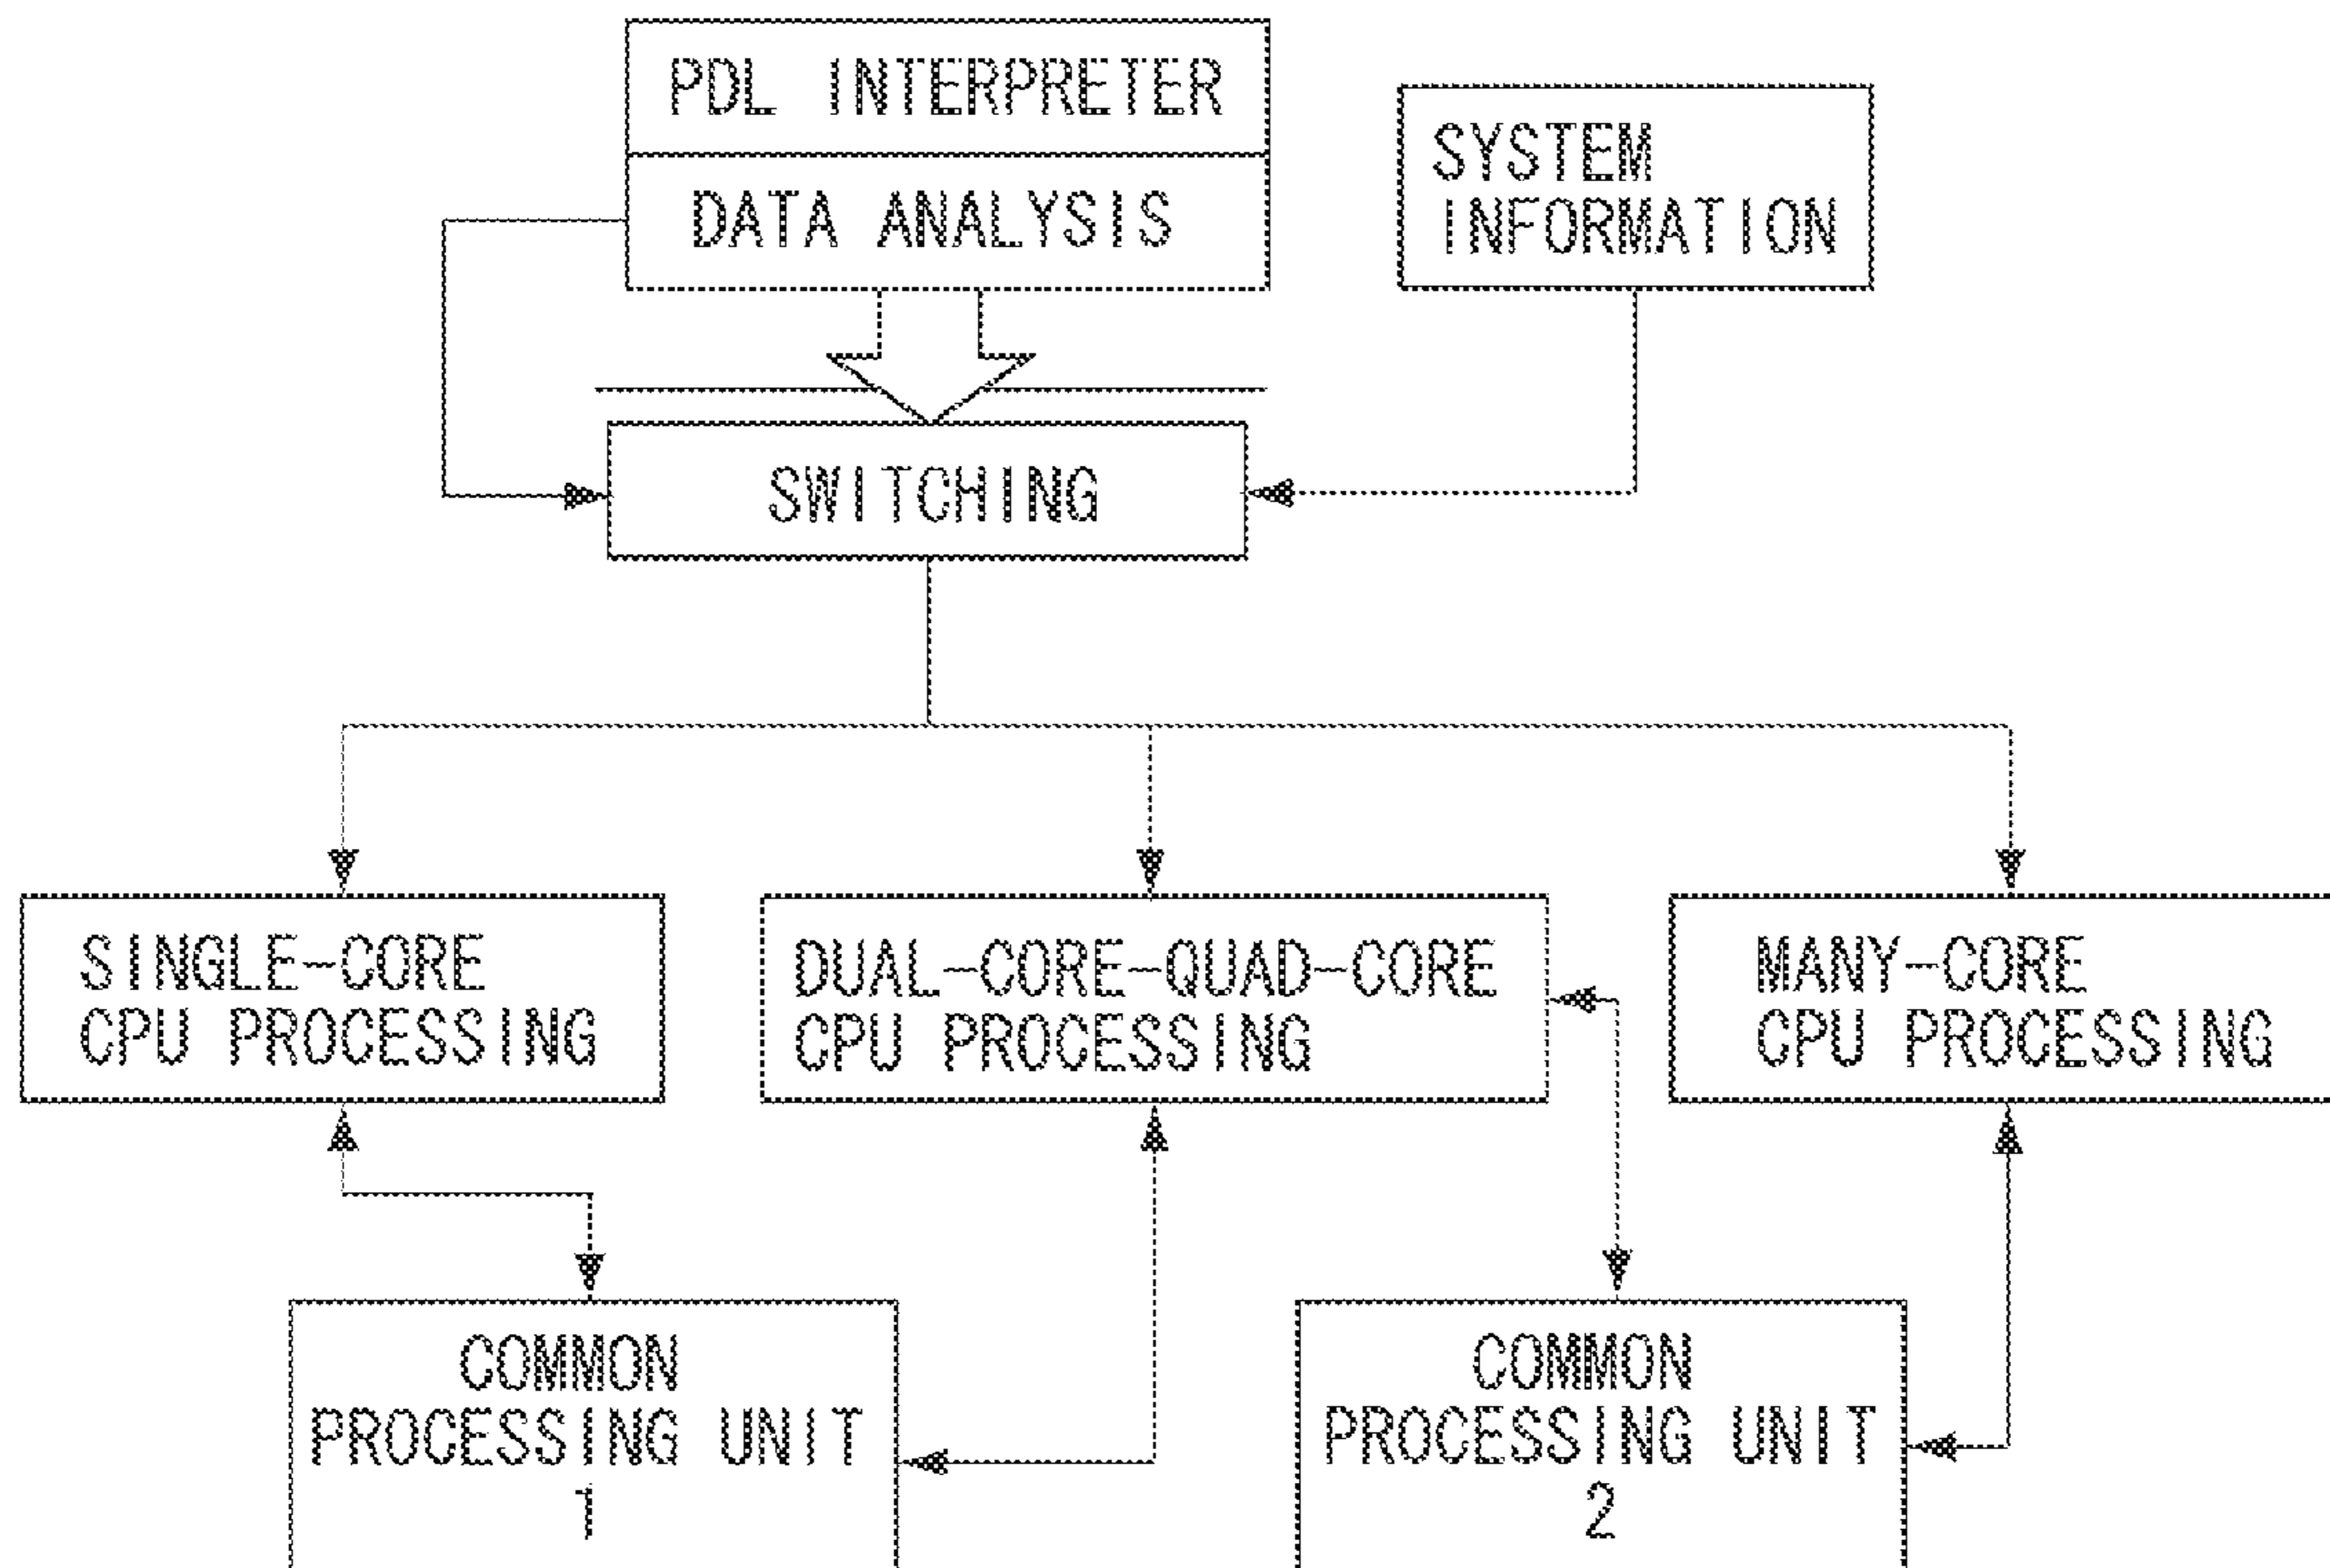 PDL INTERPRETER
DATA ANALYSIS
SYSTEM
INFORMATION
SWITCHING
SINGLE-CORE
CPU PROCESSING
DUAL-CORE-QUAD-CORE
CPU PROCESSING
MANY-CORE
CPU PROCESSING
COMMON
PROCESSING UNIT
1
COMMON
PROCESSING UNIT
2